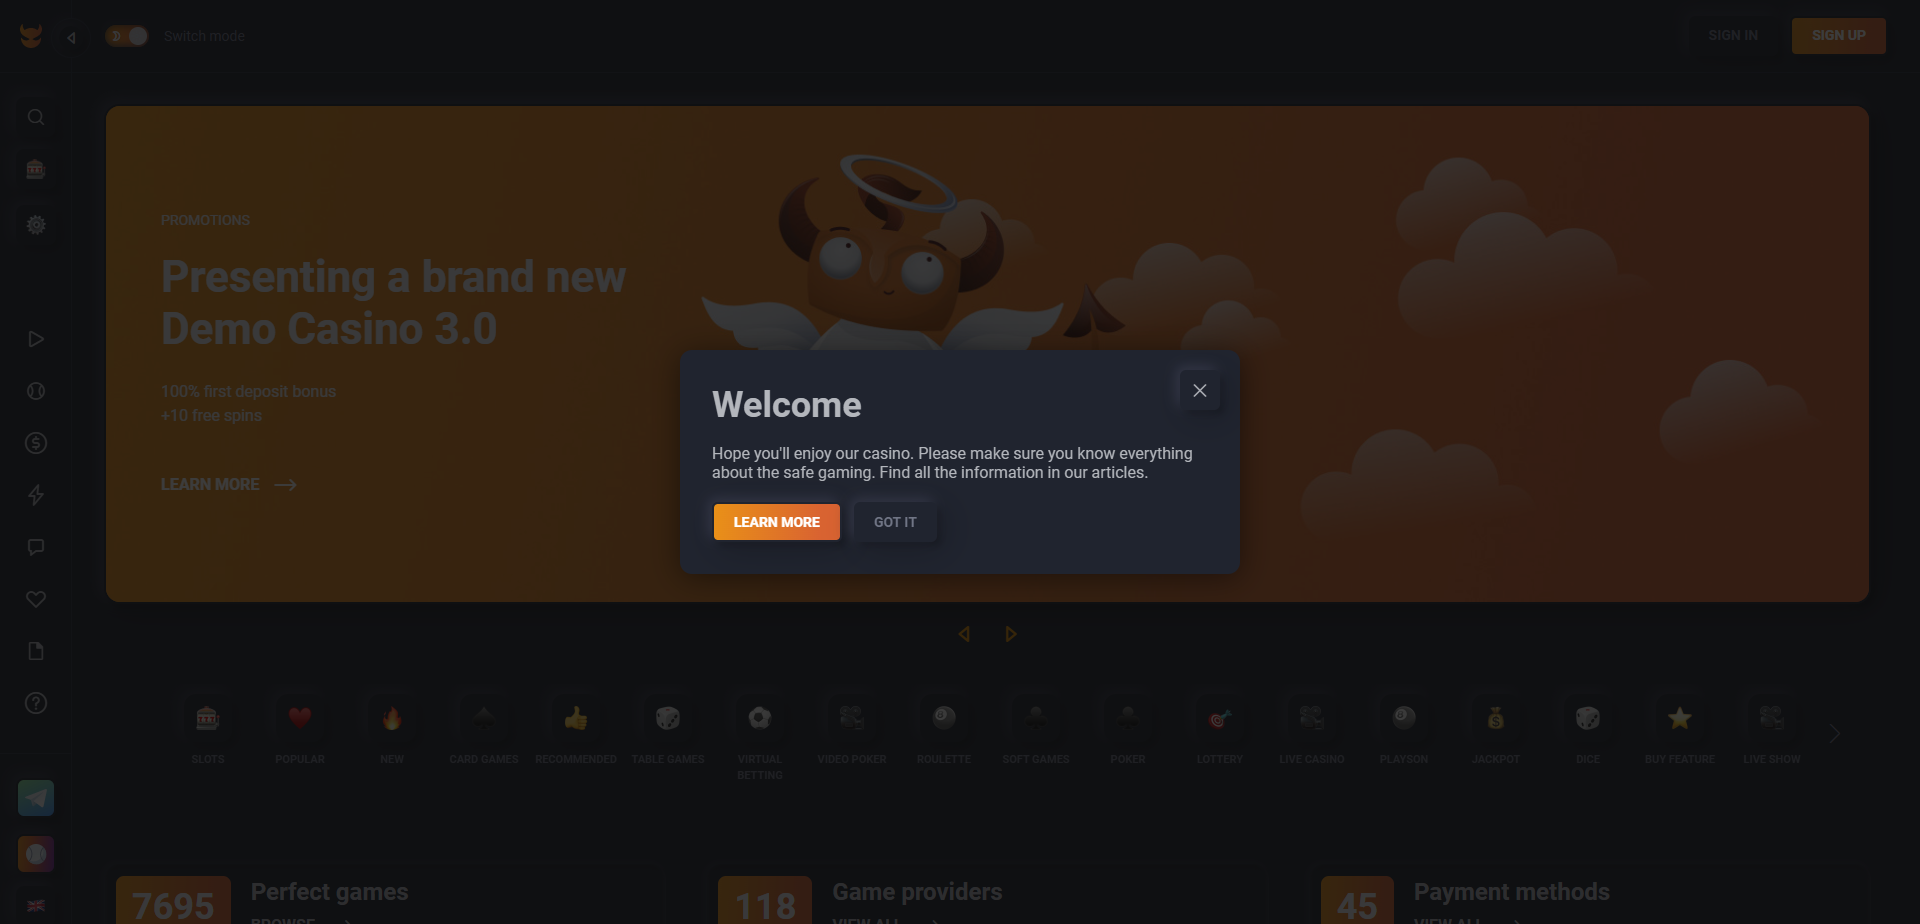 Switch mode
SIGN IN
SIGN UP
PROMOTIONS
Presenting a brand new
Demo Casino 3.0
100% first deposit bonus
+10 free spins
LEARN MORE
Welcome
Hope you'll enjoy our casino. Please make sure you know everything
about the safe gaming. Find all the information in our articles.
LEARN MORE
GOT IT
SLOTS
POPULAR
NEW
CARD GAMES
RECOMMENDED
TABLE GAMES
VIRTUAL
BETTING
VIDEO POKER
ROULETTE
SOFT GAMES
POKER
LOTTERY
LIVE CASINO
PLAYSON
JACKPOT
DICE
BUY FEATURE
LIVE SHOW
7695
Perfect games
BROWSE
118
Game providers
VIEW ALL
45
Payment methods
VIEW ALL